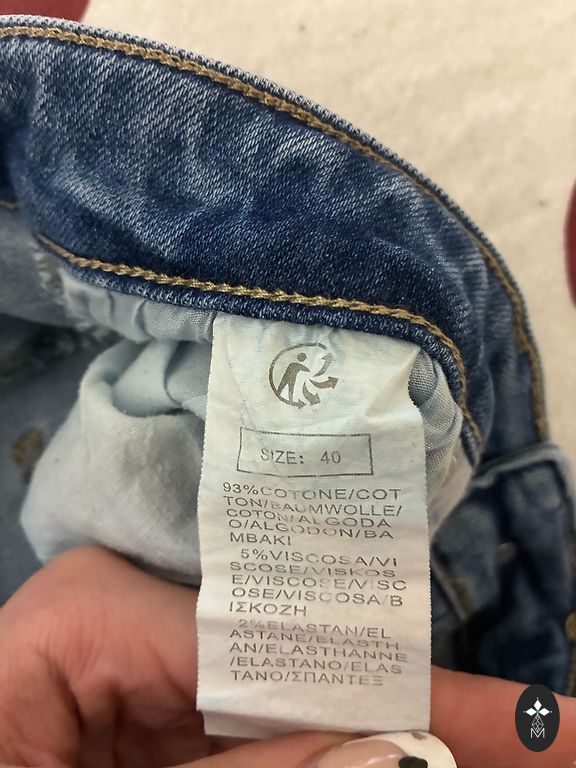 SIZE: 40
93%COTONE/COT
TON/BAUMWOLLE/
COTON/ALGODA
O/ALGODON/BA
MBAKI
5%VISCOSA/VI
SCOSE/VISKOS
E/VISCOSE/VISC
OSE/VISCOSA/B
ΙΣΚΟΖΗ
2%ELASTAN/EL
ASTANE/ELASTH
AN/ELASTHANNE
/ELASTANO/ELAS
TANO/ΣΠΑΝΤΕΞ
M